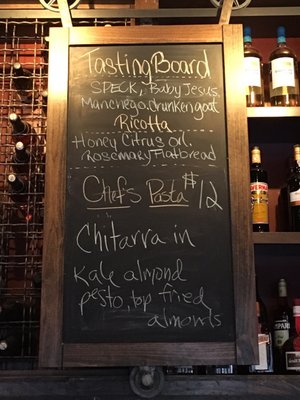 Tasting Board
SPECK, Baby Jesus,
Manchego, drunken goat
Ricotta
Honey Citrus oil.
Rosemary Flatbread
Chef's Pasta $12
Chitarra in
Kale almond
pesto, top fried
almonds